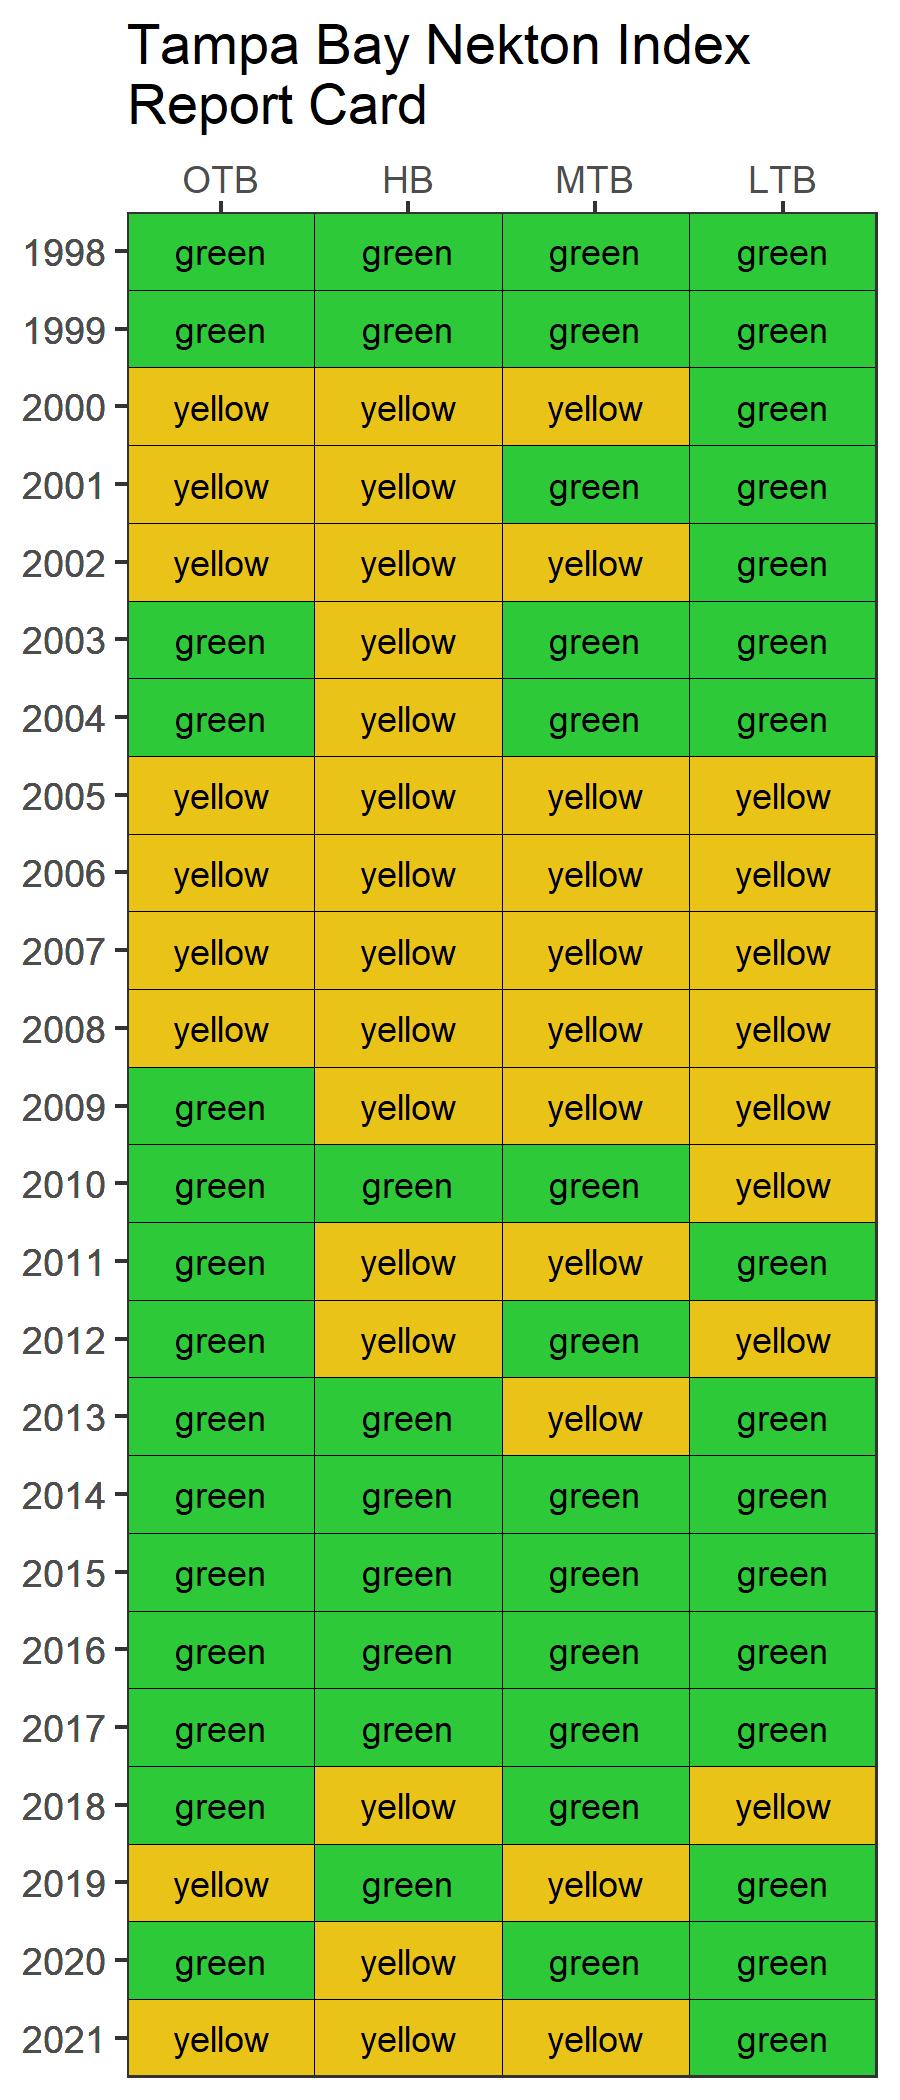 Tampa Bay Nekton Index
Report Card
OTB HB MTB LTB
1998 green green green green
1999 green green green green
2000 yellow yellow yellow green
2001 yellow yellow green green
2002 yellow yellow yellow green
2003 green yellow green green
2004 green yellow green green
2005 yellow yellow yellow yellow
2006 yellow yellow yellow yellow
2007 yellow yellow yellow yellow
2008 yellow yellow yellow yellow
2009 green yellow yellow yellow
2010 green green green yellow
2011 green yellow yellow green
2012 green yellow green yellow
2013 green green yellow green
2014 green green green green
2015 green green green green
2016 green green green green
2017 green green green green
2018 green yellow green yellow
2019 yellow green yellow green
2020 green yellow green green
2021 yellow yellow yellow green